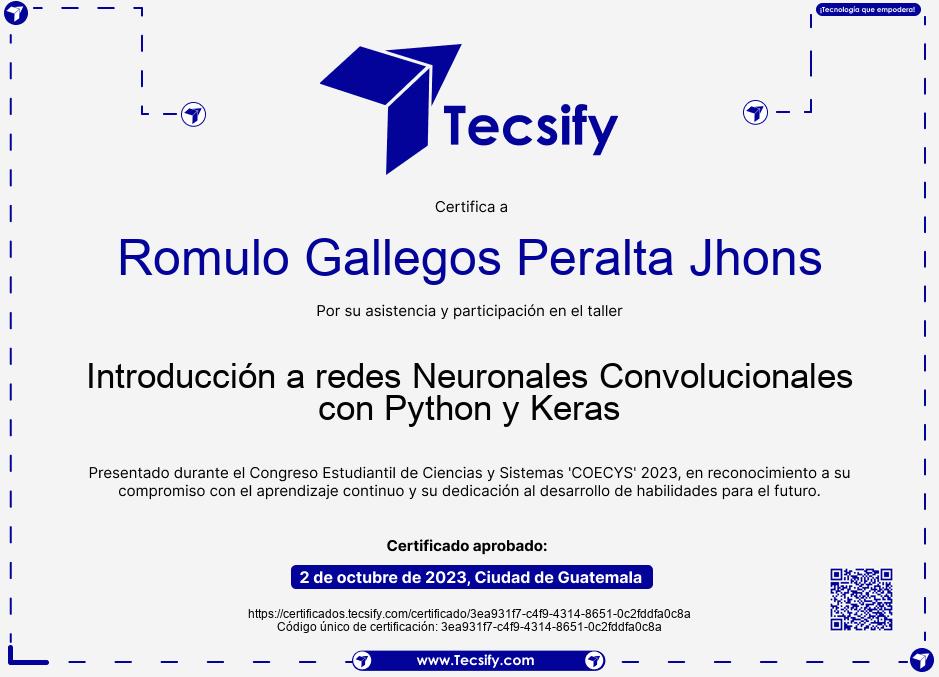 ¡Tecnología que empodera!
Tecsify
Certifica a
Romulo Gallegos Peralta Jhons
Por su asistencia y participación en el taller
Introducción a redes Neuronales Convolucionales
con Python y Keras
Presentado durante el Congreso Estudiantil de Ciencias y Sistemas 'COECYS' 2023, en reconocimiento a su
compromiso con el aprendizaje continuo y su dedicación al desarrollo de habilidades para el futuro.
Certificado aprobado:
2 de octubre de 2023, Ciudad de Guatemala
https://certificados.tecsify.com/certificado/3ea931f7-c4f9-4314-8651-0c2fddfa0c8a
Código único de certificación: 3ea931f7-c4f9-4314-8651-0c2fddfa0c8a
www.Tecsify.com